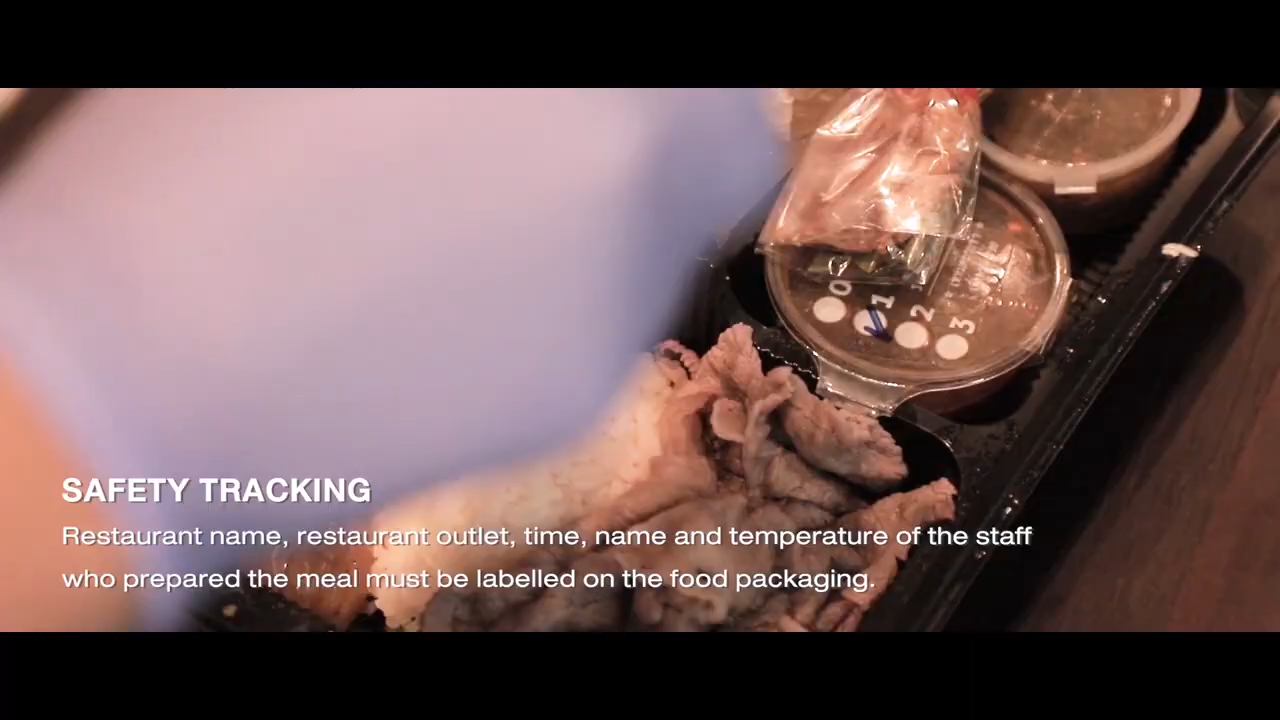 0
1
2
3
SAFETY TRACKING
Restaurant name, restaurant outlet, time, name and temperature of the staff
who prepared the meal must be labelled on the food packaging.